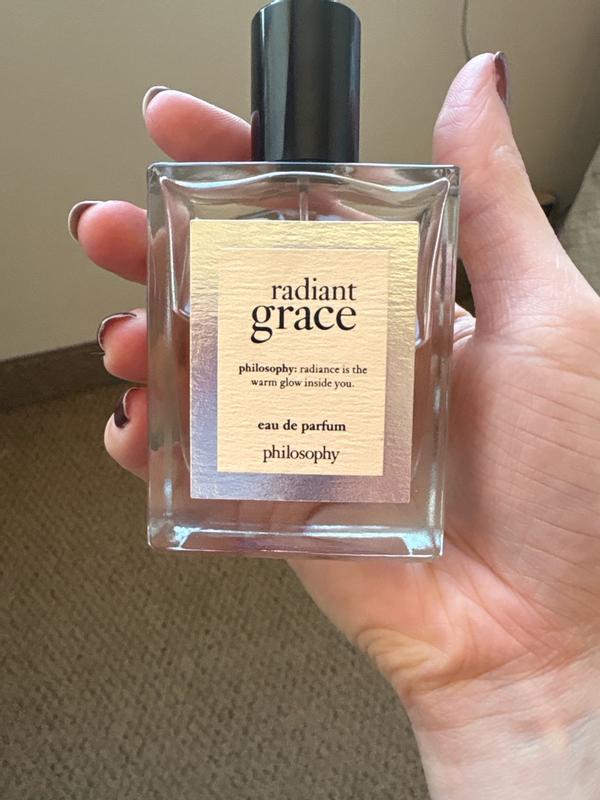 radiant
grace
philosophy: radiance is the
warm glow inside you.
eau de parfum
philosophy